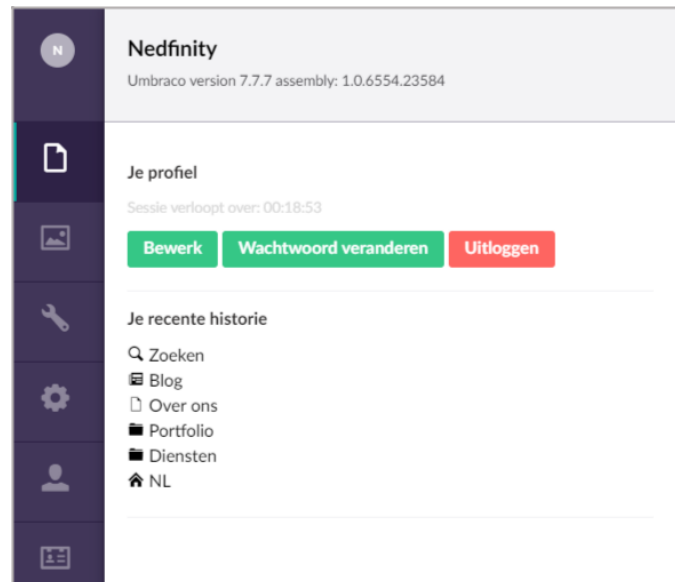 N
Nedfinity
Umbraco version 7.7.7 assembly: 1.0.6554.23584
Je profiel
Sessie verloopt over: 00:18:53
Bewerk Wachtwoord veranderen Uitloggen
Je recente historie
Zoeken
Blog
Over ons
Portfolio
Diensten
NL